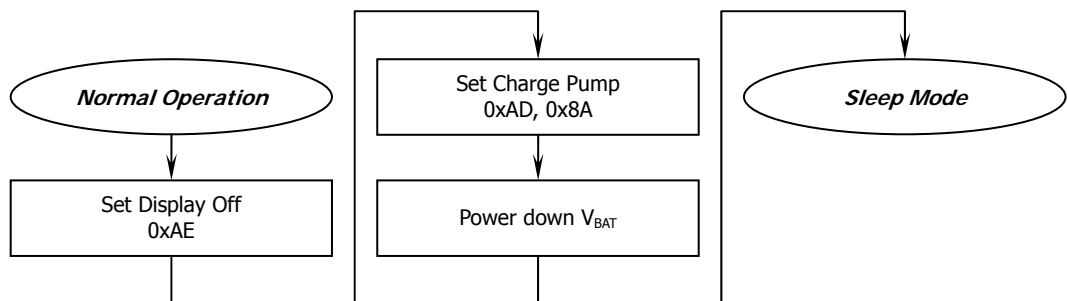 Normal Operation
Set Display Off
0xAE
Set Charge Pump
0xAD, 0x8A
Power down VBAT
Sleep Mode